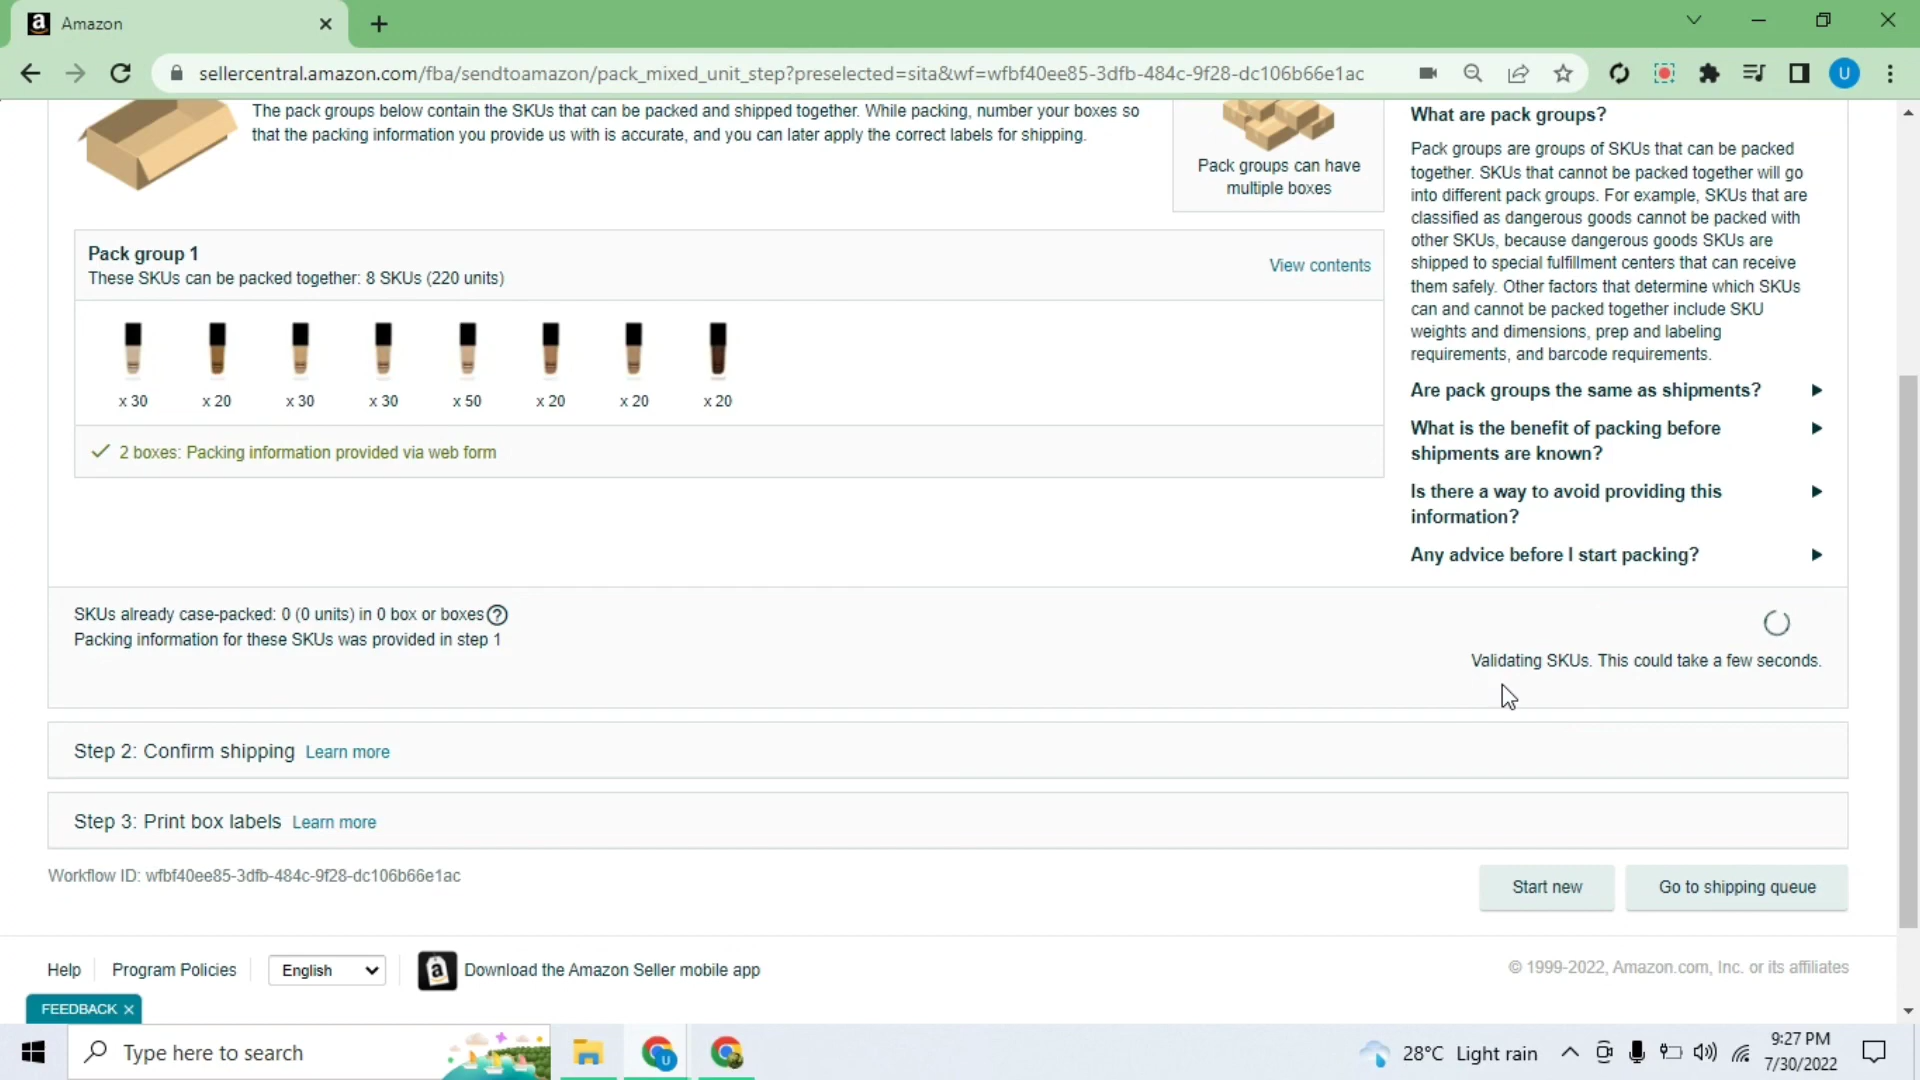 Amazon
sellercentral.amazon.com/fba/sendtoamazon/pack_mixed_unit_step?preselected=sita&wf=wfbf40ee85-3dfb-484c-9f28-dc106b66e1ac
U
The pack groups below contain the SKUs that can be packed and shipped together. While packing, number your boxes so
that the packing information you provide us with is accurate, and you can later apply the correct labels for shipping.
Pack groups can have
multiple boxes
What are pack groups?
Pack groups are groups of SKUs that can be packed
together. SKUs that cannot be packed together will go
into different pack groups. For example, SKUs that are
classified as dangerous goods cannot be packed with
other SKUs, because dangerous goods SKUs are
shipped to special fulfillment centers that can receive
them safely. Other factors that determine which SKUs
can and cannot be packed together include SKU
weights and dimensions, prep and labeling
requirements, and barcode requirements.
Are pack groups the same as shipments?
What is the benefit of packing before
shipments are known?
Is there a way to avoid providing this
information?
Any advice before I start packing?
Pack group 1
These SKUs can be packed together: 8 SKUs (220 units)
View contents
x 30 x 20 x 30 x 30 x 50 x 20 x 20 x 20
2 boxes: Packing information provided via web form
SKUs already case-packed: 0 (0 units) in 0 box or boxes ?
Packing information for these SKUs was provided in step 1
Validating SKUs. This could take a few seconds.
Step 2: Confirm shipping Learn more
Step 3: Print box labels Learn more
Workflow ID: wfbf40ee85-3dfb-484c-9f28-dc106b66e1ac
Start new
Go to shipping queue
Help Program Policies English Download the Amazon Seller mobile app
© 1999-2022, Amazon.com, Inc. or its affiliates
FEEDBACK
Type here to search
28°C Light rain
9:27 PM
7/30/2022